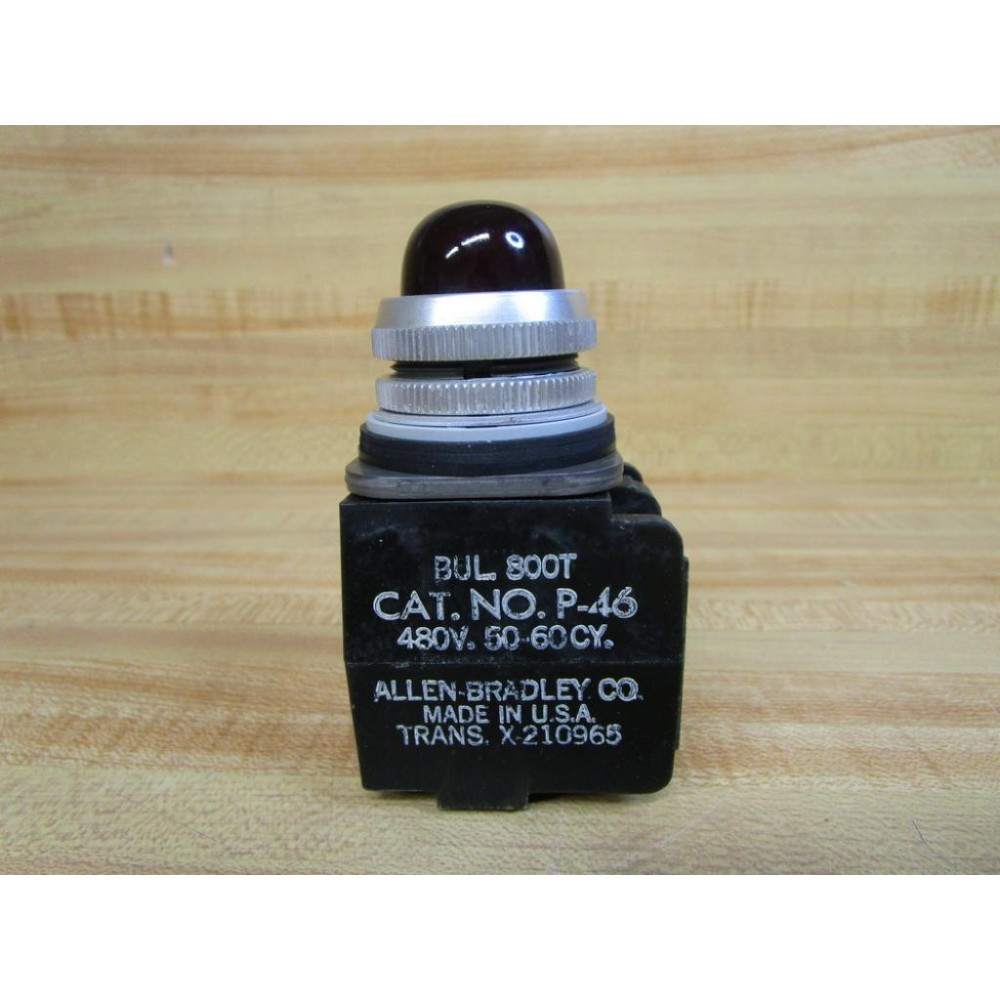 BUL. 800T
CAT. NO. P-46
480V. 50-60CY.
ALLEN-BRADLEY CO.
MADE IN U.S.A.
TRANS. X-210965